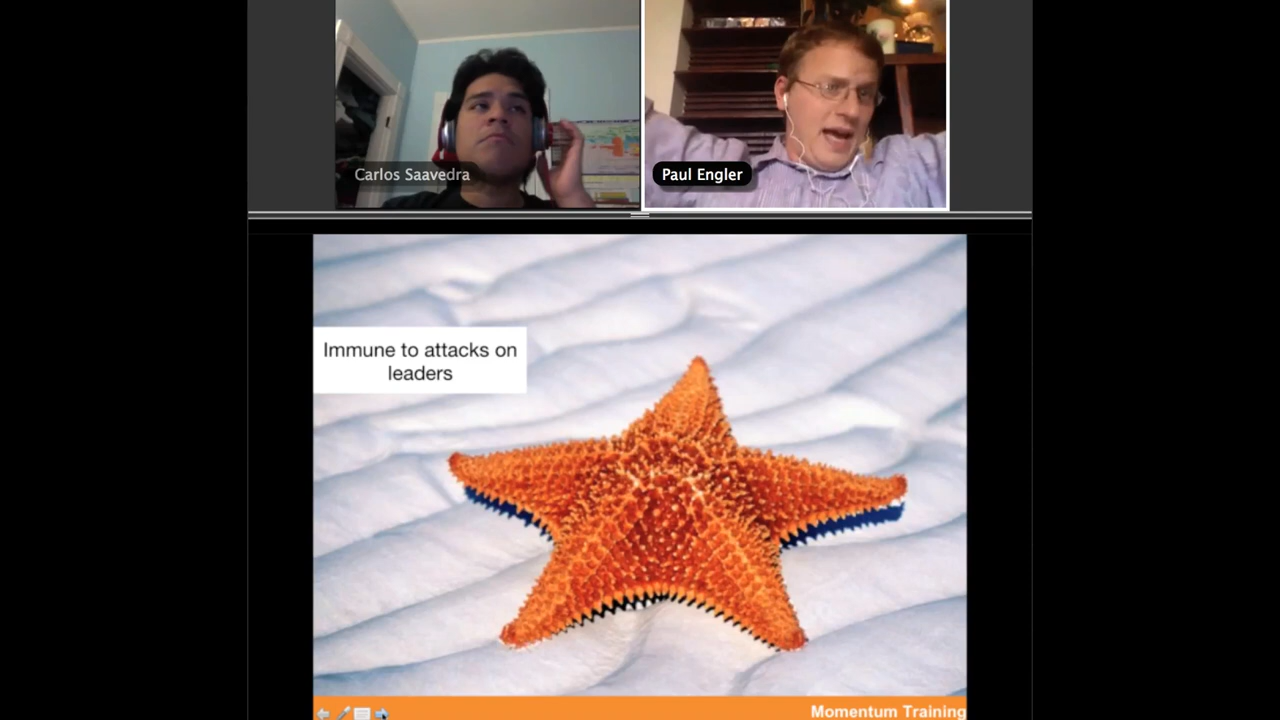 Carlos Saavedra
Paul Engler
Immune to attacks on
leaders
Momentum Training